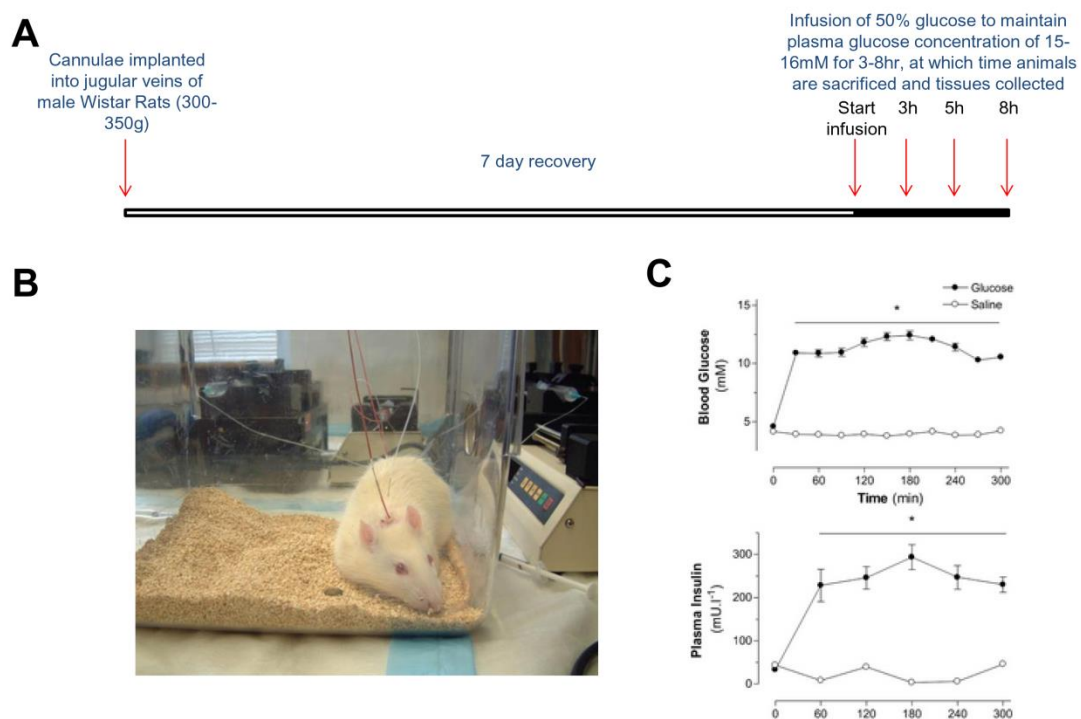 A
Cannulae implanted
into jugular veins of
male Wistar Rats (300-
350g)
7 day recovery
Infusion of 50% glucose to maintain
plasma glucose concentration of 15-
16mM for 3-8hr, at which time animals
are sacrificed and tissues collected
Start
infusion
3h
5h
8h
B
C
Glucose
Saline
*
15
10
5
Blood Glucose
(mM)
0 60 120 180 240 300
Time (min)
*
300
200
100
50
0
Plasma Insulin
(mU.l-1)
0 60 120 180 240 300